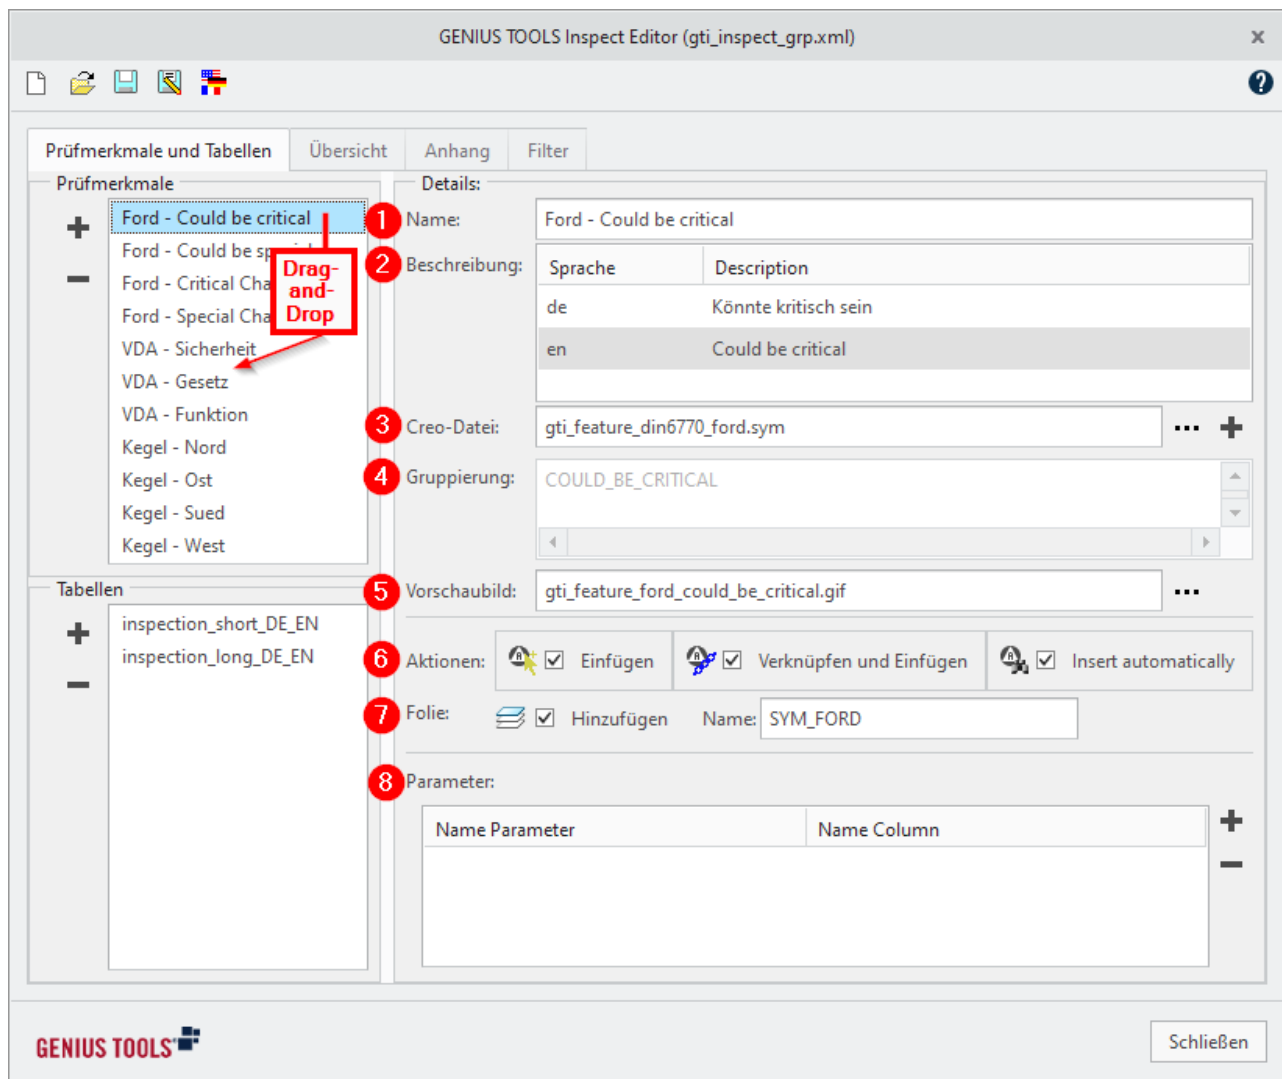 GENIUS TOOLS Inspect Editor (gti_inspect_grp.xml)
Prüfmerkmale und Tabellen Übersicht Anhang Filter
Prüfmerkmale
Ford - Could be critical
Ford - Could be
Ford - Critical Cha
Ford - Special Cha
VDA - Sicherheit
VDA - Gesetz
VDA - Funktion
Kegel - Nord
Kegel - Ost
Kegel - Sued
Kegel - West
Drag-
and-
Drop
Tabellen
inspection_short_DE_EN
inspection_long_DE_EN
Details:
1 Name: Ford - Could be critical
2 Beschreibung: Sprache Description
de Könnte kritisch sein
en Could be critical
3 Creo-Datei: gti_feature_din6770_ford.sym
4 Gruppierung: COULD_BE_CRITICAL
5 Vorschaubild: gti_feature_ford_could_be_critical.gif
6 Aktionen: Einfügen Verknüpfen und Einfügen Insert automatically
7 Folie: Hinzufügen Name: SYM_FORD
8 Parameter:
Name Parameter Name Column
GENIUS TOOLS
Schließen